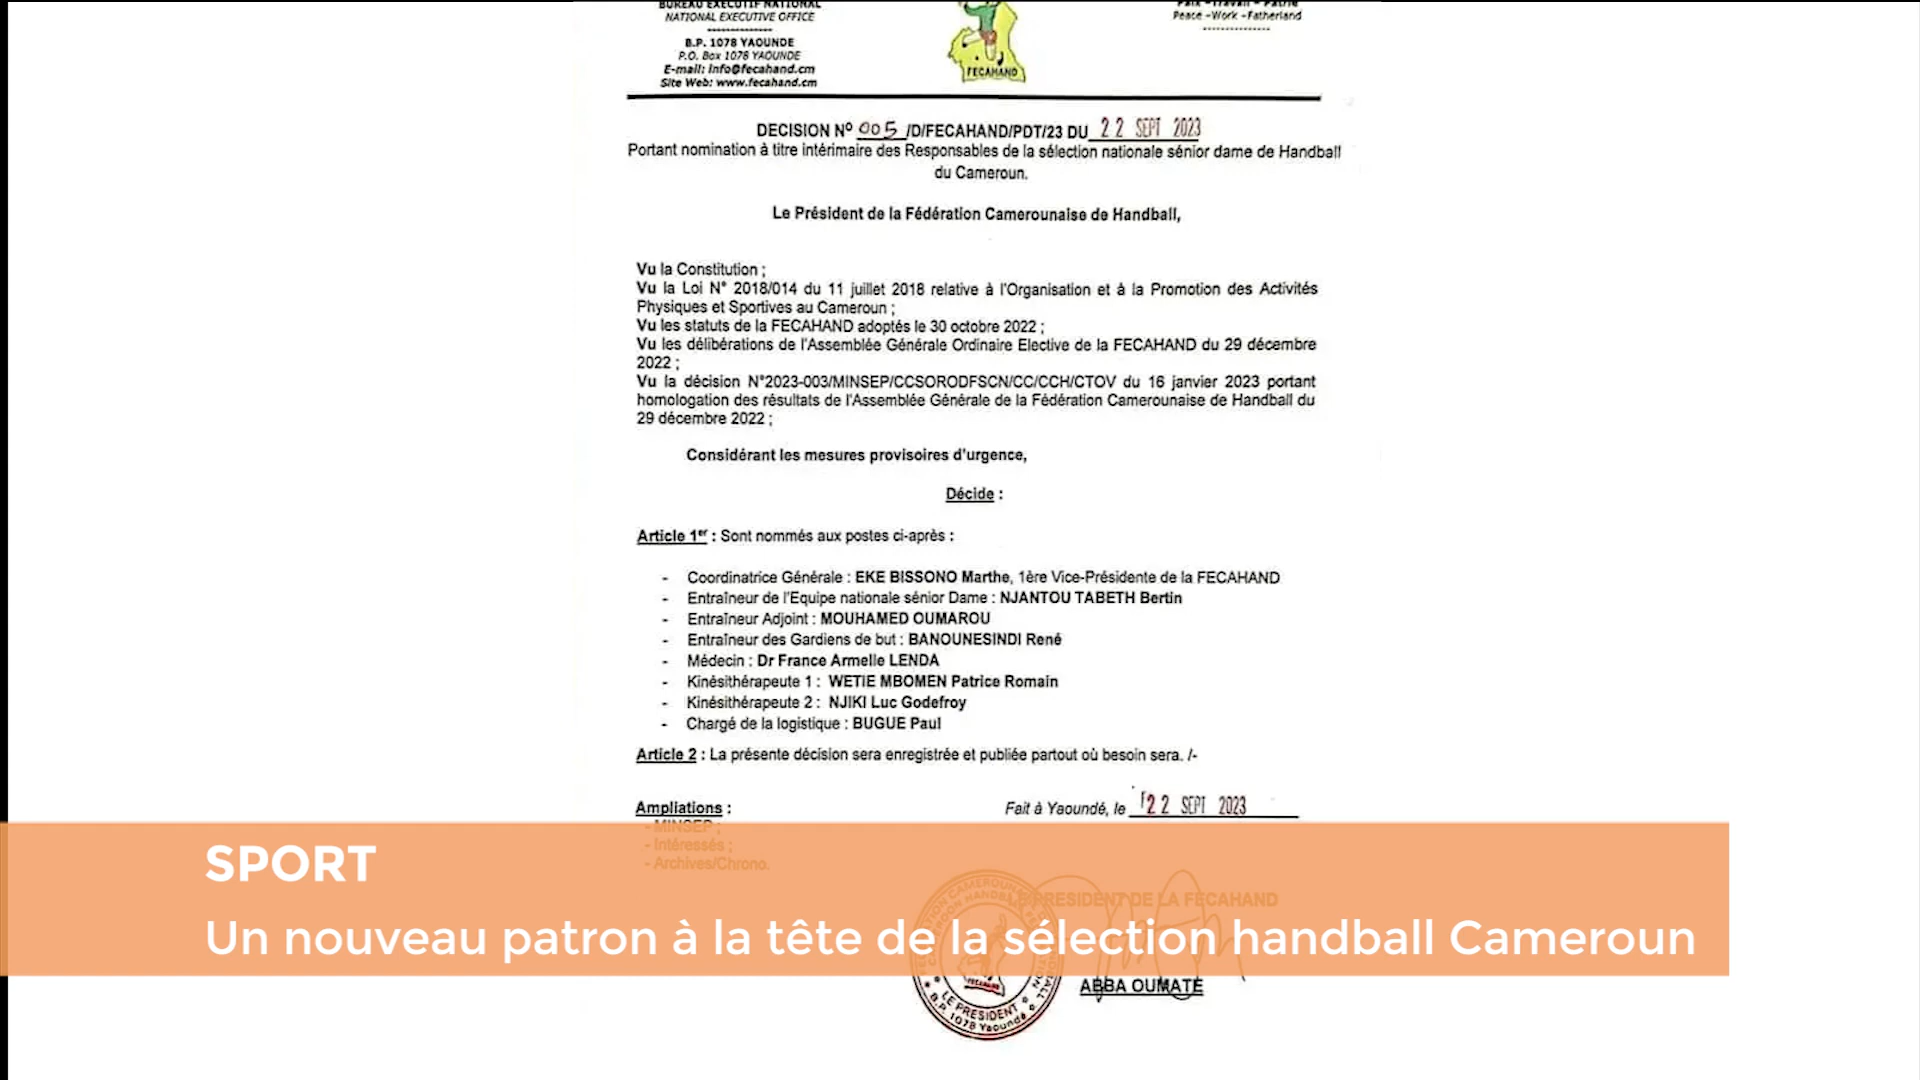 BUREAU EXECUTIF NATIONAL
NATIONAL EXECUTIVE OFFICE
B.P. 1078 YAOUNDE
P.O. Box 1078 YAOUNDE
E-mail: info@fecahand.cm
Site Web: www.fecahand.cm
FECAHAND
Paix -Travail - Patrie
Peace -Work -Fatherland
DECISION Nº 005 /D/FECAHAND/PDT/23 DU 22 SEPT 2023
Portant nomination à titre intérimaire des Responsables de la sélection nationale sénior dame de Handball
du Cameroun.
Le Président de la Fédération Camerounaise de Handball,
Vu la Constitution ;
Vu la Loi N° 2018/014 du 11 juillet 2018 relative à l'Organisation et à la Promotion des Activités
Physiques et Sportives au Cameroun ;
Vu les statuts de la FECAHAND adoptés le 30 octobre 2022 ;
Vu les délibérations de l'Assemblée Générale Ordinaire Elective de la FECAHAND du 29 décembre
2022 ;
Vu la décision N°2023-003/MINSEP/CCSORODFSCN/CC/CCH/CTOV du 16 janvier 2023 portant
homologation des résultats de l'Assemblée Générale de la Fédération Camerounaise de Handball du
29 décembre 2022 ;
Considérant les mesures provisoires d'urgence,
Décide :
Article 1er : Sont nommés aux postes ci-après :
- Coordinatrice Générale : EKE BISSONO Marthe, 1ère Vice-Présidente de la FECAHAND
- Entraîneur de l'Equipe nationale sénior Dame : NJANTOU TABETH Bertin
- Entraîneur Adjoint : MOUHAMED OUMAROU
- Entraîneur des Gardiens de but : BANOUNESINDI René
- Médecin : Dr France Armelle LENDA
- Kinésithérapeute 1 : WETIE MBOMEN Patrice Romain
- Kinésithérapeute 2 : NJIKI Luc Godefroy
- Chargé de la logistique : BUGUE Paul
Article 2 : La présente décision sera enregistrée et publiée partout où besoin sera. /-
Ampliations :
- MINSEP ;
- Intéressés ;
- Archives/Chrono.
Fait à Yaoundé, le 22 SEPT 2023
LE PRESIDENT DE LA FECAHAND
SPORT
Un nouveau patron à la tête de la sélection handball Cameroun
LE PRESIDENT
B.P. 1078 Yaoundé
ABBA OUMATE